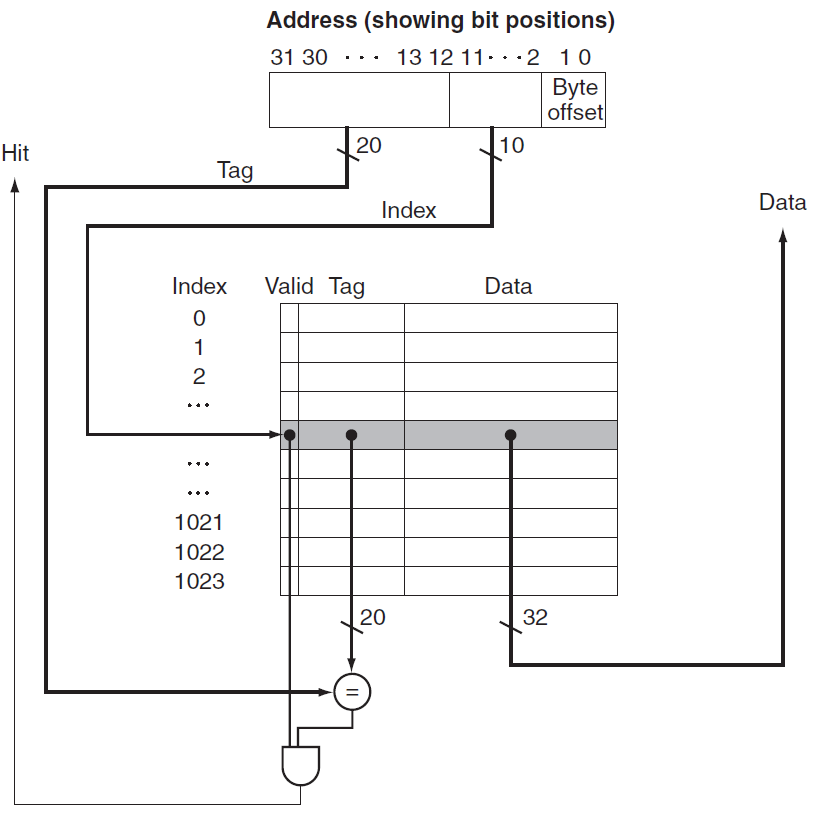 Address (showing bit positions)
31 30 ··· 13 12 11 ··· 2 1 0
Byte
offset
20
10
Hit
Tag
Index
Data
Index Valid Tag Data
0
1
2
···
···
···
1021
1022
1023
20
32
=